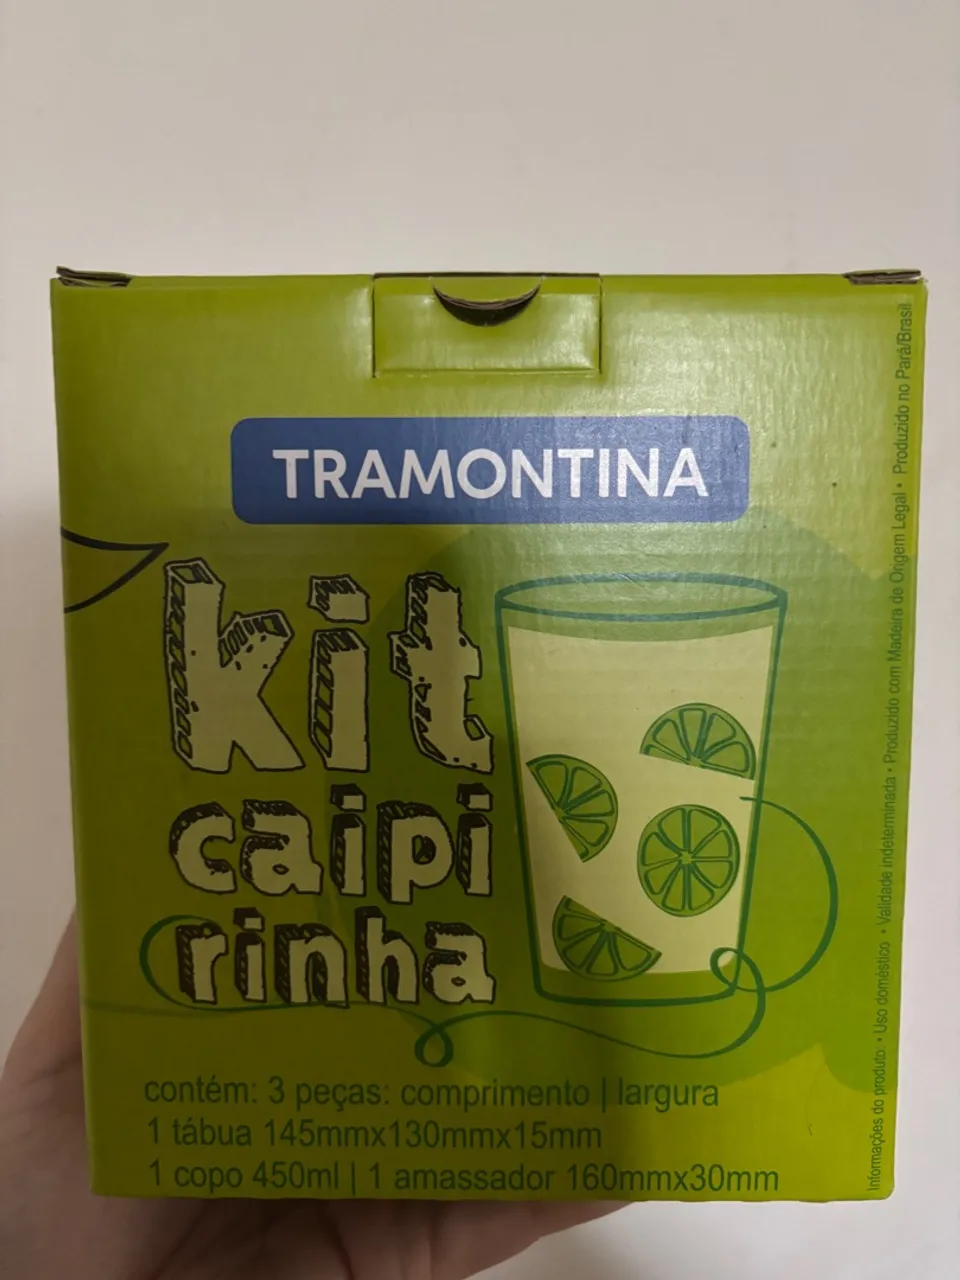 TRAMONTINA
kit
caipi
rinha
contém: 3 peças: comprimento | largura
1 tábua 145mmx130mmx15mm
1 copo 450ml | 1 amassador 160mmx30mm
Informações do produto: • Uso doméstico • Validade indeterminada • Produzido com Madeira de Origem Legal • Produzido no Pará/Brasil